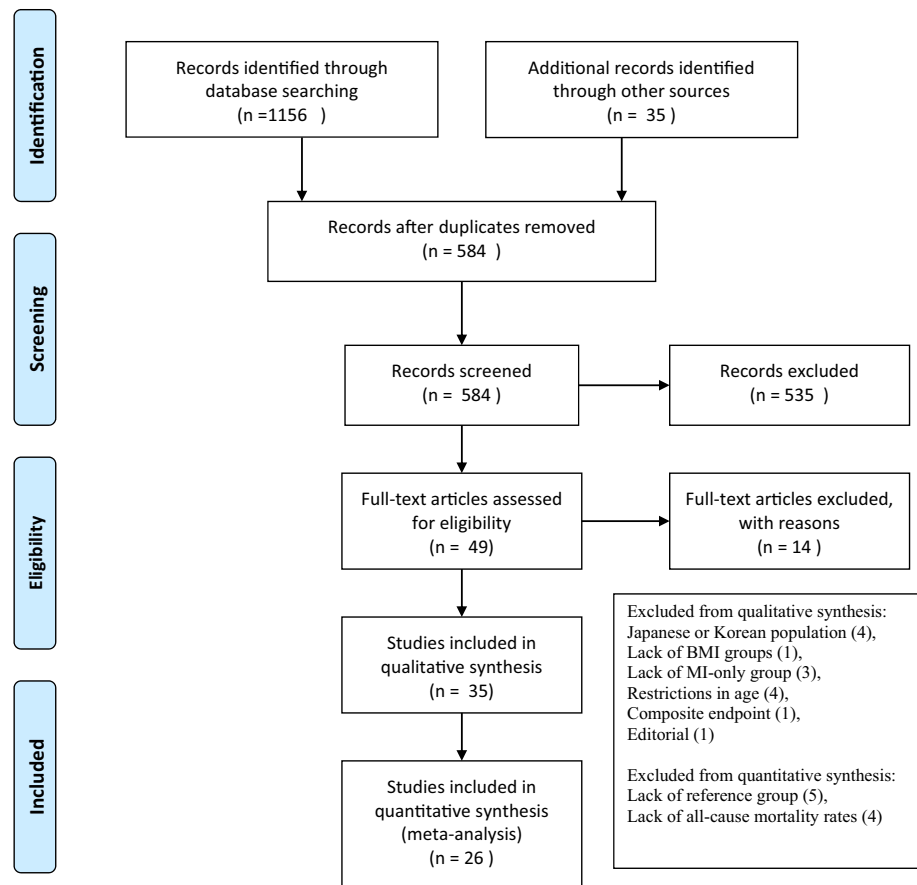 Identification
Records identified through
database searching
(n =1156 )
Additional records identified
through other sources
(n = 35 )
Records after duplicates removed
(n = 584 )
Screening
Records screened
(n = 584 )
Records excluded
(n = 535 )
Eligibility
Full-text articles assessed
for eligibility
(n = 49)
Full-text articles excluded,
with reasons
(n = 14 )
Studies included in
qualitative synthesis
(n = 35)
Excluded from qualitative synthesis:
Japanese or Korean population (4),
Lack of BMI groups (1),
Lack of MI-only group (3),
Restrictions in age (4),
Composite endpoint (1),
Editorial (1)
Excluded from quantitative synthesis:
Lack of reference group (5),
Lack of all-cause mortality rates (4)
Included
Studies included in
quantitative synthesis
(meta-analysis)
(n = 26 )